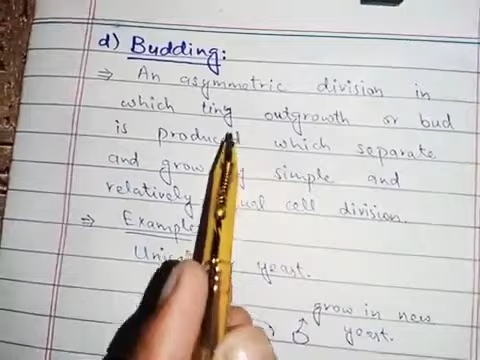 d) Budding:
⇒ An asymmetric division in
which tiny outgrowth or bud
is produced which separate
and grow simple and
relatively cell division.
⇒ Example
yeast.
grow in new
yeast.